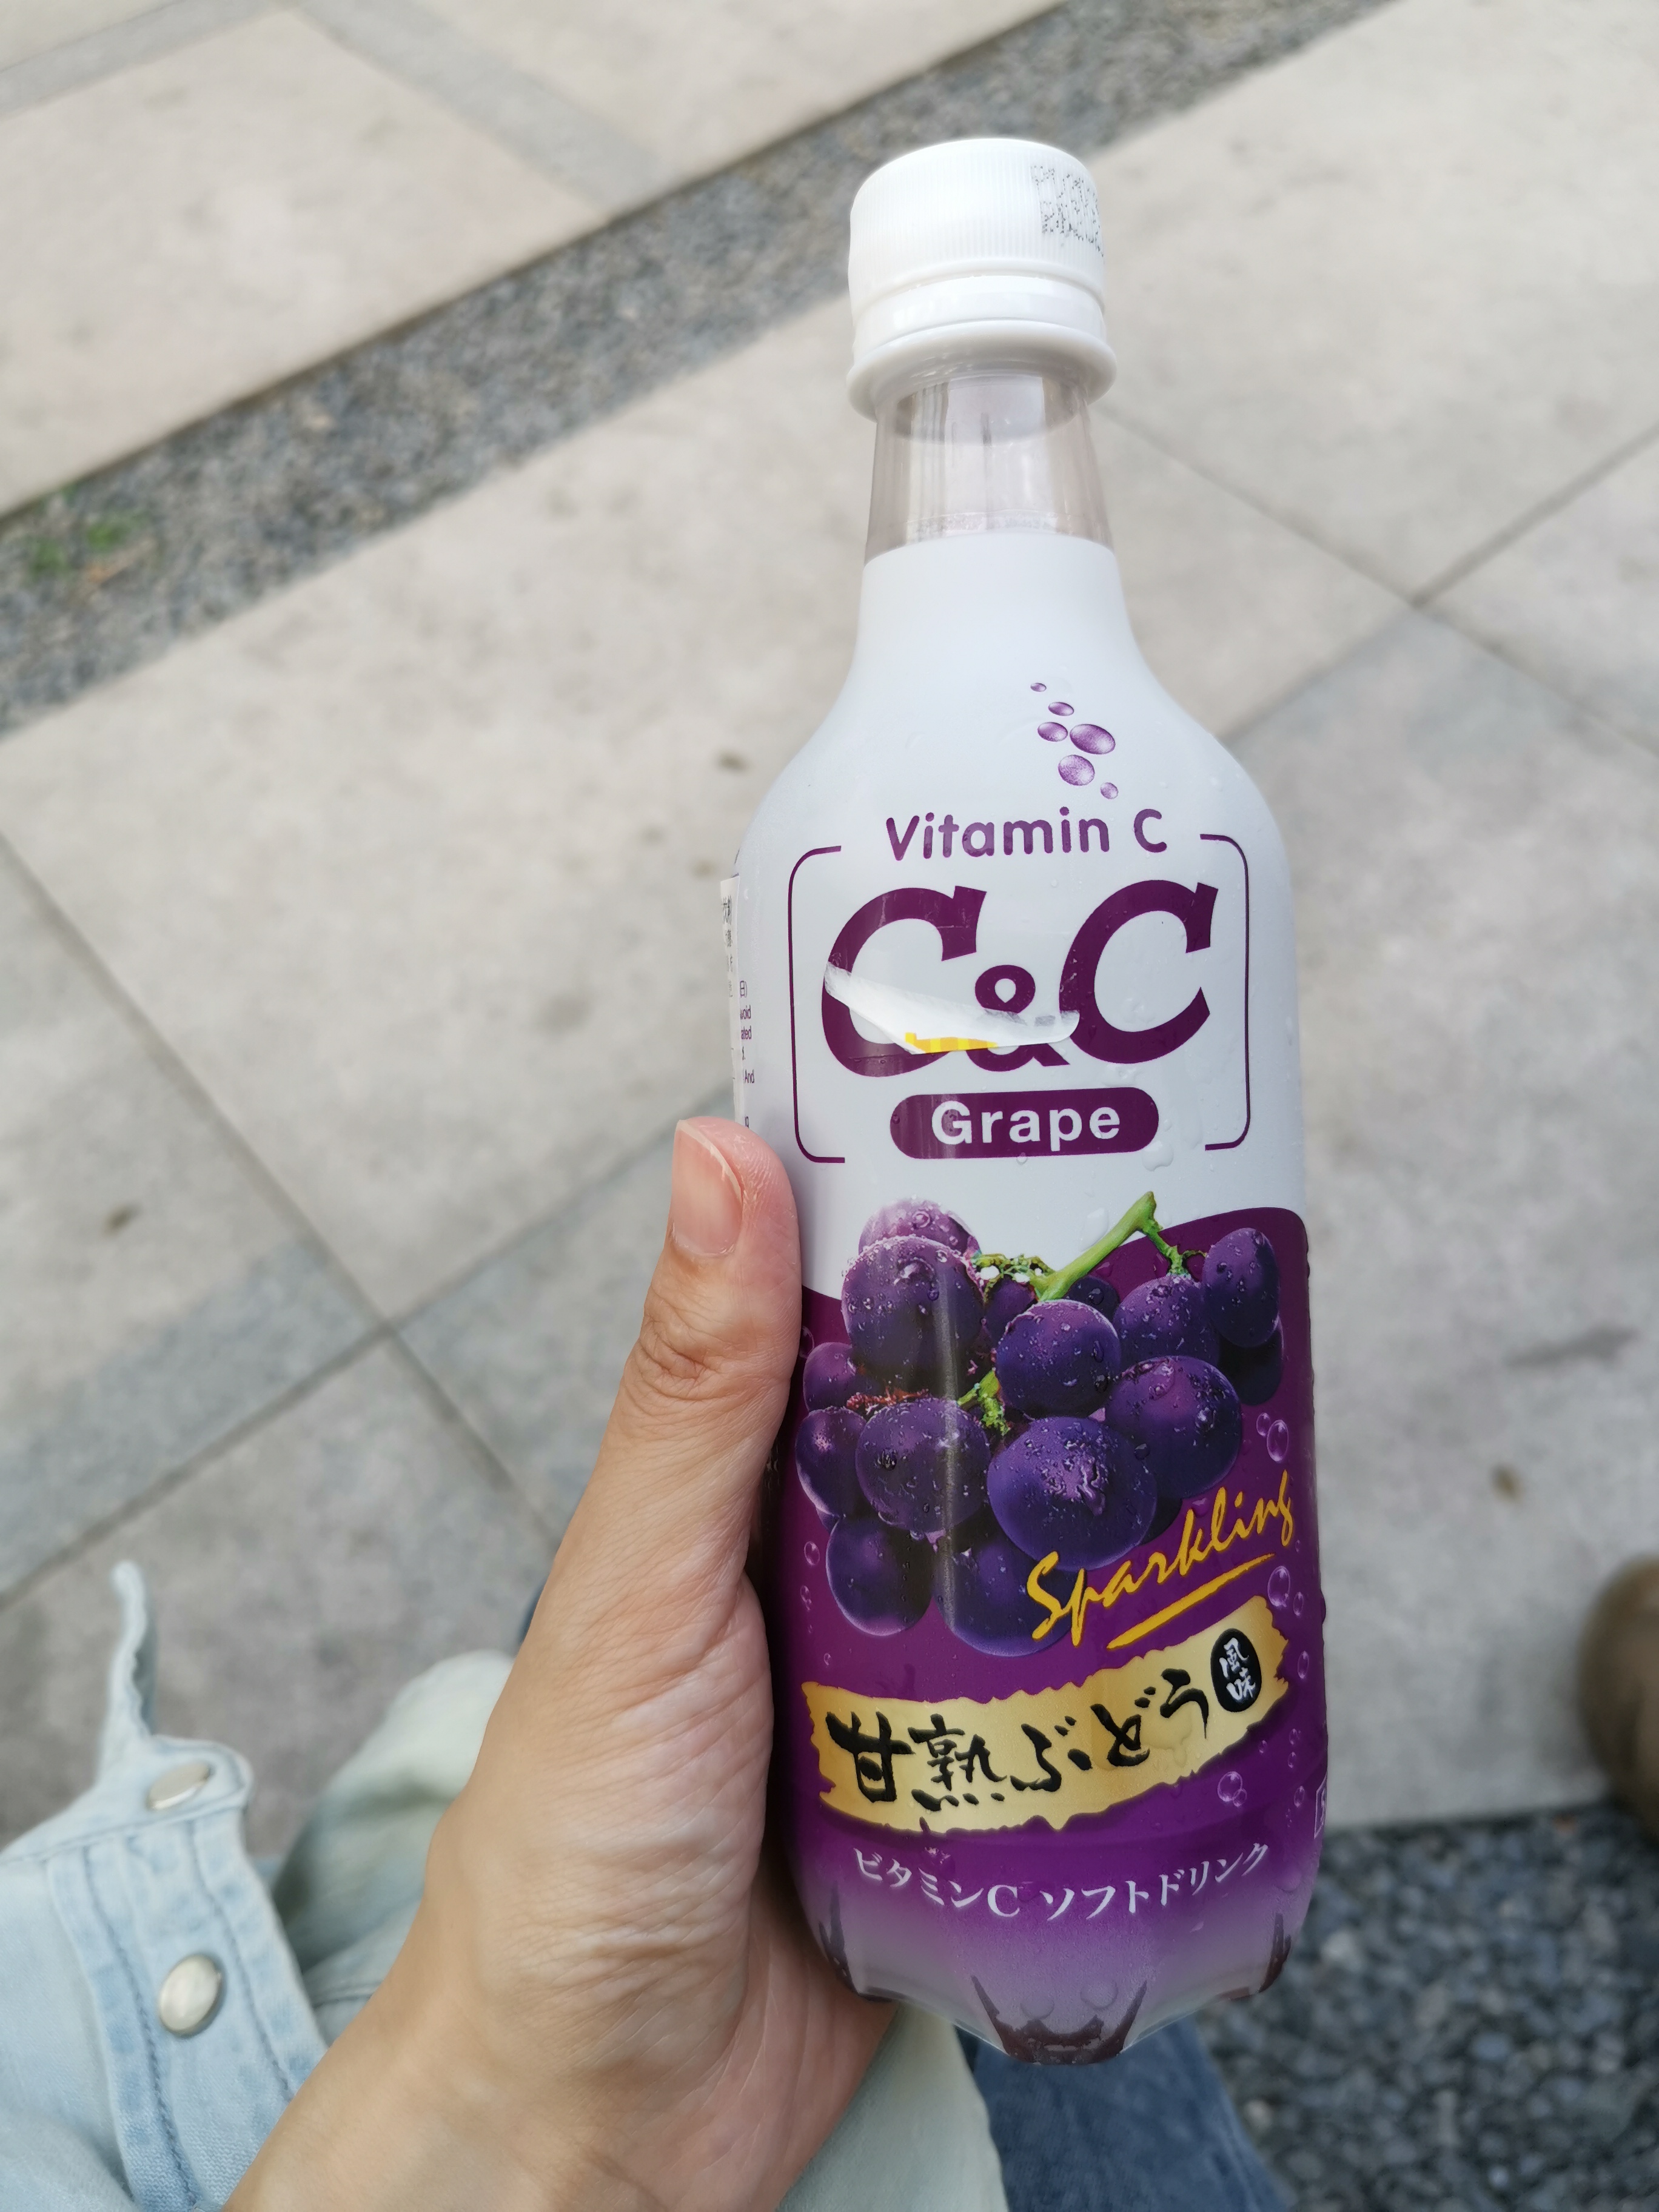 Vitamin C
C&C
Grape
Sparkling
甘熟ぶどう風味
ビタミンC ソフトドリンク